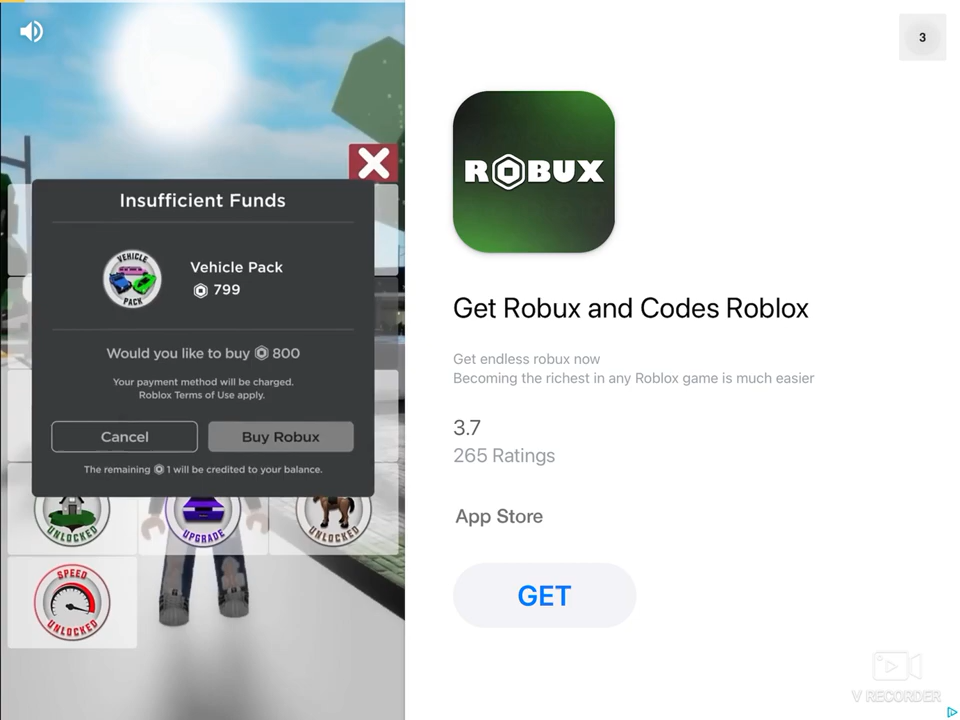 Insufficient Funds
VEHICLE
PACK
Vehicle Pack
799
Would you like to buy 800
Your payment method will be charged.
Roblox Terms of Use apply.
Cancel
Buy Robux
The remaining 1 will be credited to your balance.
UNLOCKED
UPGRADE
UNLOCKED
SPEED
UNLOCKED
3
ROBUX
Get Robux and Codes Roblox
Get endless robux now
Becoming the richest in any Roblox game is much easier
3.7
265 Ratings
App Store
GET
V RECORDER